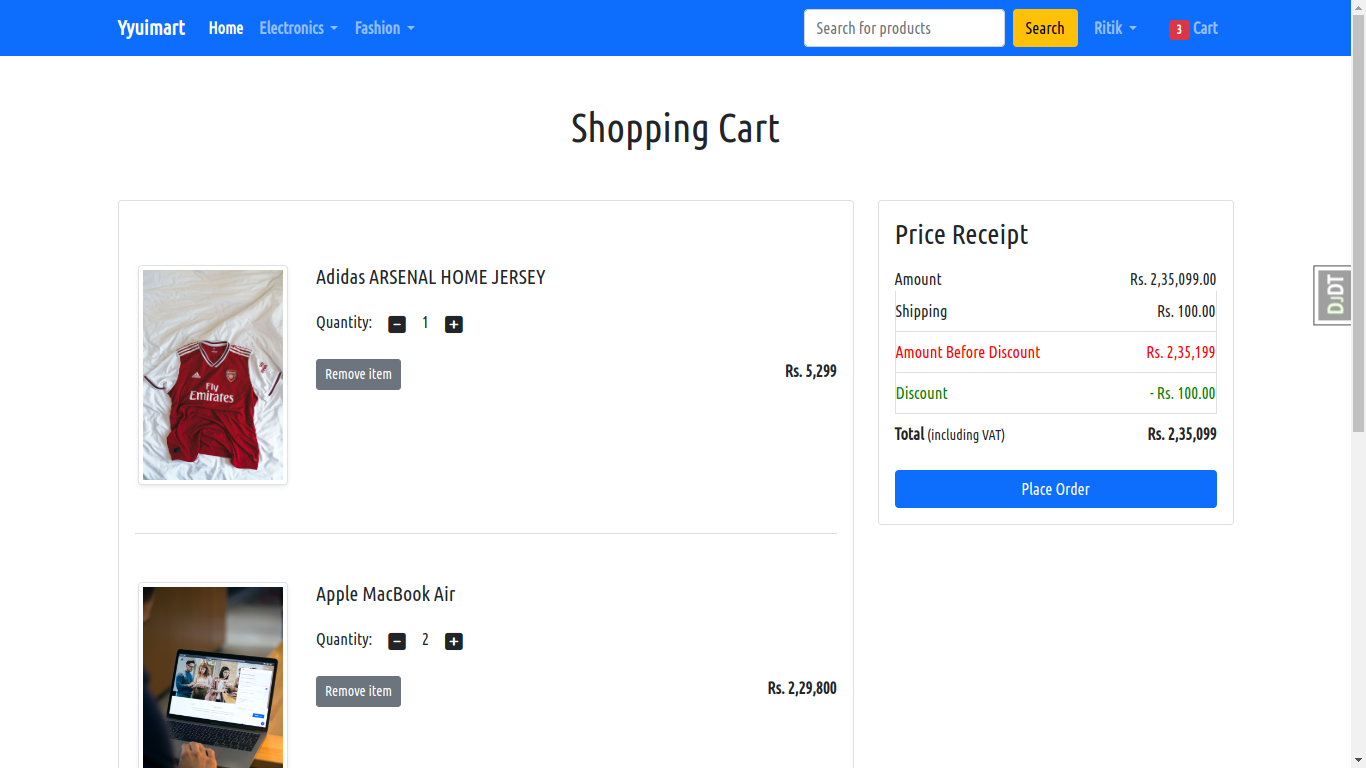 Yyuimart Home Electronics Fashion Search for products Search Ritik 3 Cart
Shopping Cart
Adidas ARSENAL HOME JERSEY
Quantity: 1
Remove item
Rs. 5,299
Fly
Emirates
Apple MacBook Air
Quantity: 2
Remove item
Rs. 2,29,800
Price Receipt
Amount Rs. 2,35,099.00
Shipping Rs. 100.00
Amount Before Discount Rs. 2,35,199
Discount - Rs. 100.00
Total (including VAT) Rs. 2,35,099
Place Order
DJDT